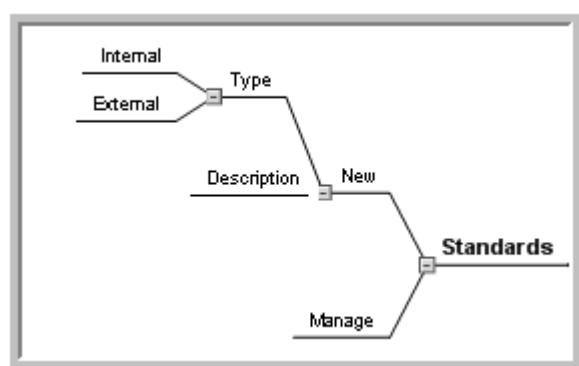 Internal
Type
External
Description
New
Standards
Manage